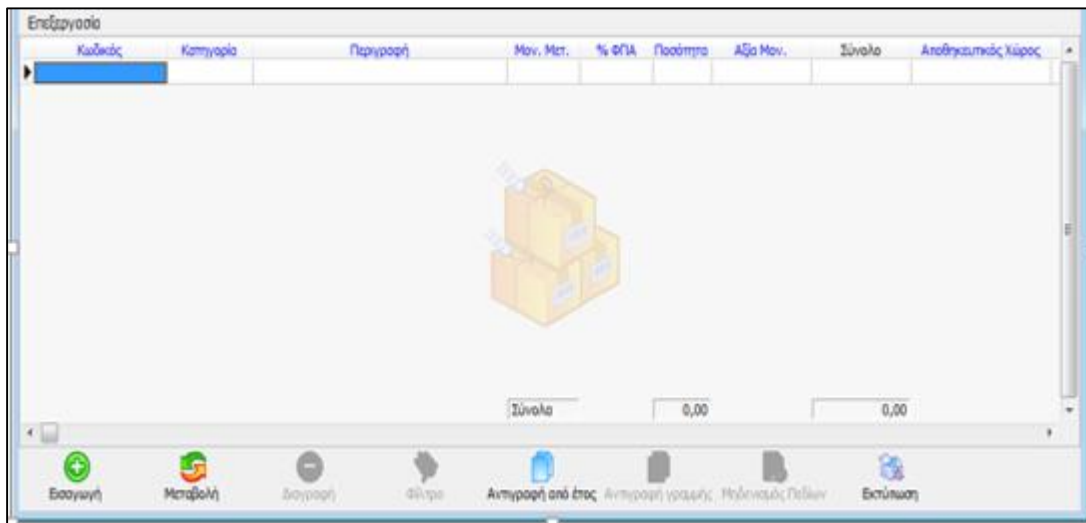 Επεξεργασία
Κωδικός Κατηγορία Περιγραφή Μον. Μετ. % ΦΠΑ Ποσότητα Αξία Μον. Σύνολο Αποθηκευτικός Χώρος
Σύνολο 0,00 0,00
Εισαγωγή Μεταβολή Διαγραφή Φίλτρο Αντιγραφή από έτος Αντιγραφή γραμμής Μηδενισμός Πεδίων Εκτύπωση